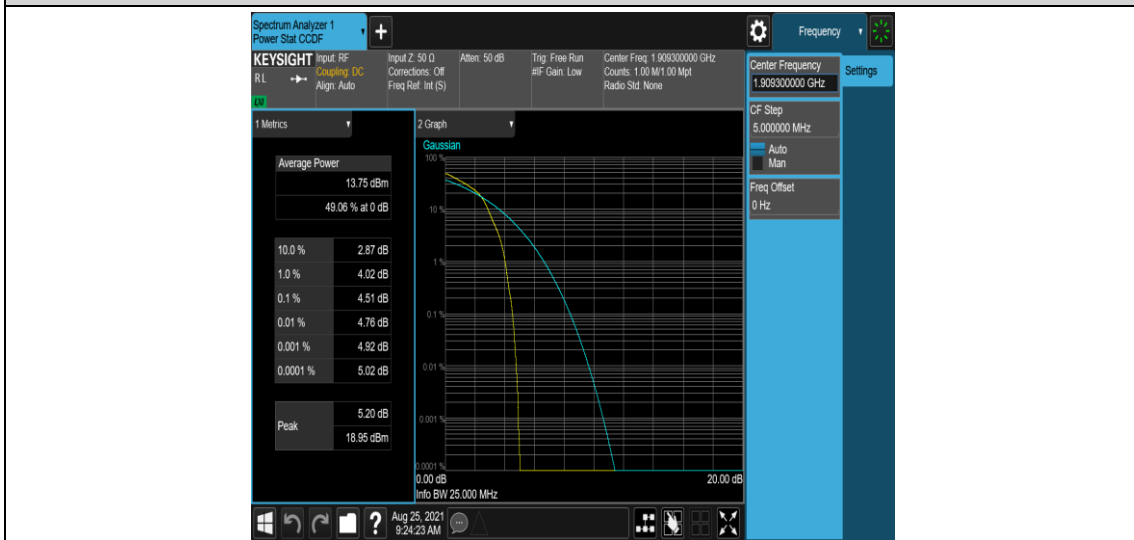 Spectrum Analyzer 1
Power Stat CCDF
+
Frequency
KEYSIGHT
RL
Input: RF
Coupling: DC
Align: Auto
Input Z: 50 Ω
Corrections: Off
Freq Ref: Int (S)
Atten: 50 dB
Trig: Free Run
#IF Gain: Low
Center Freq: 1.909300000 GHz
Counts: 1.00 M/1.00 Mpt
Radio Std: None
Center Frequency
1.909300000 GHz
Settings
CF Step
5.000000 MHz
Auto
Man
Freq Offset
0 Hz
1 Metrics
Average Power
13.75 dBm
49.06 % at 0 dB
10.0 % 2.87 dB
1.0 % 4.02 dB
0.1 % 4.51 dB
0.01 % 4.76 dB
0.001 % 4.92 dB
0.0001 % 5.02 dB
Peak
5.20 dB
18.95 dBm
2 Graph
Gaussian
100 %
10 %
1 %
0.1 %
0.01 %
0.001 %
0.0001 %
0.00 dB 20.00 dB
Info BW 25.000 MHz
?
Aug 25, 2021
9:24:23 AM